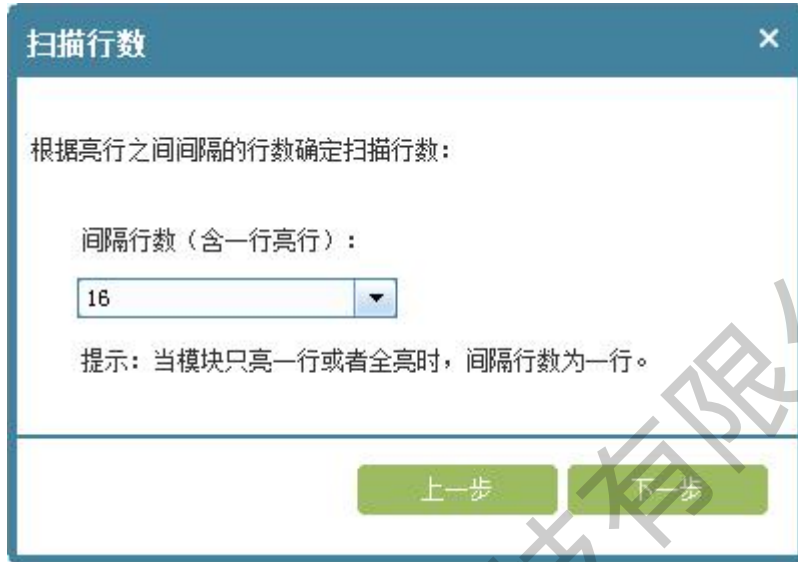 扫描行数
根据亮行之间间隔的行数确定扫描行数:
间隔行数(含一行亮行):
16
提示: 当模块只亮一行或者全亮时,间隔行数为一行。
上一步 下一步
技有限